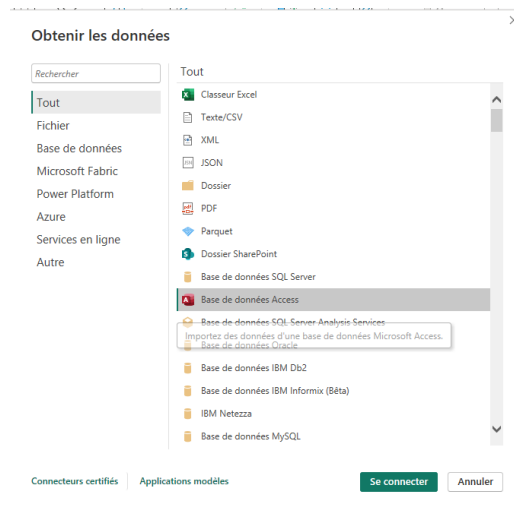 Obtenir les données
Rechercher
Tout
Fichier
Base de données
Microsoft Fabric
Power Platform
Azure
Services en ligne
Autre
Tout
Classeur Excel
Texte/CSV
XML
JSON
Dossier
PDF
Parquet
Dossier SharePoint
Base de données SQL Server
Base de données Access
Base de données SQL Server Analysis Services
Importez des données d'une base de données Microsoft Access.
Base de données Oracle
Base de données IBM Db2
Base de données IBM Informix (Bêta)
IBM Netezza
Base de données MySQL
Connecteurs certifiés Applications modèles Se connecter Annuler